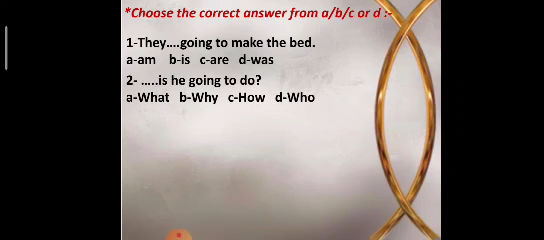 *Choose the correct answer from a/b/c or d :-
1-They....going to make the bed.
a-am b-is c-are d-was
2- .....is he going to do?
a-What b-Why c-How d-Who